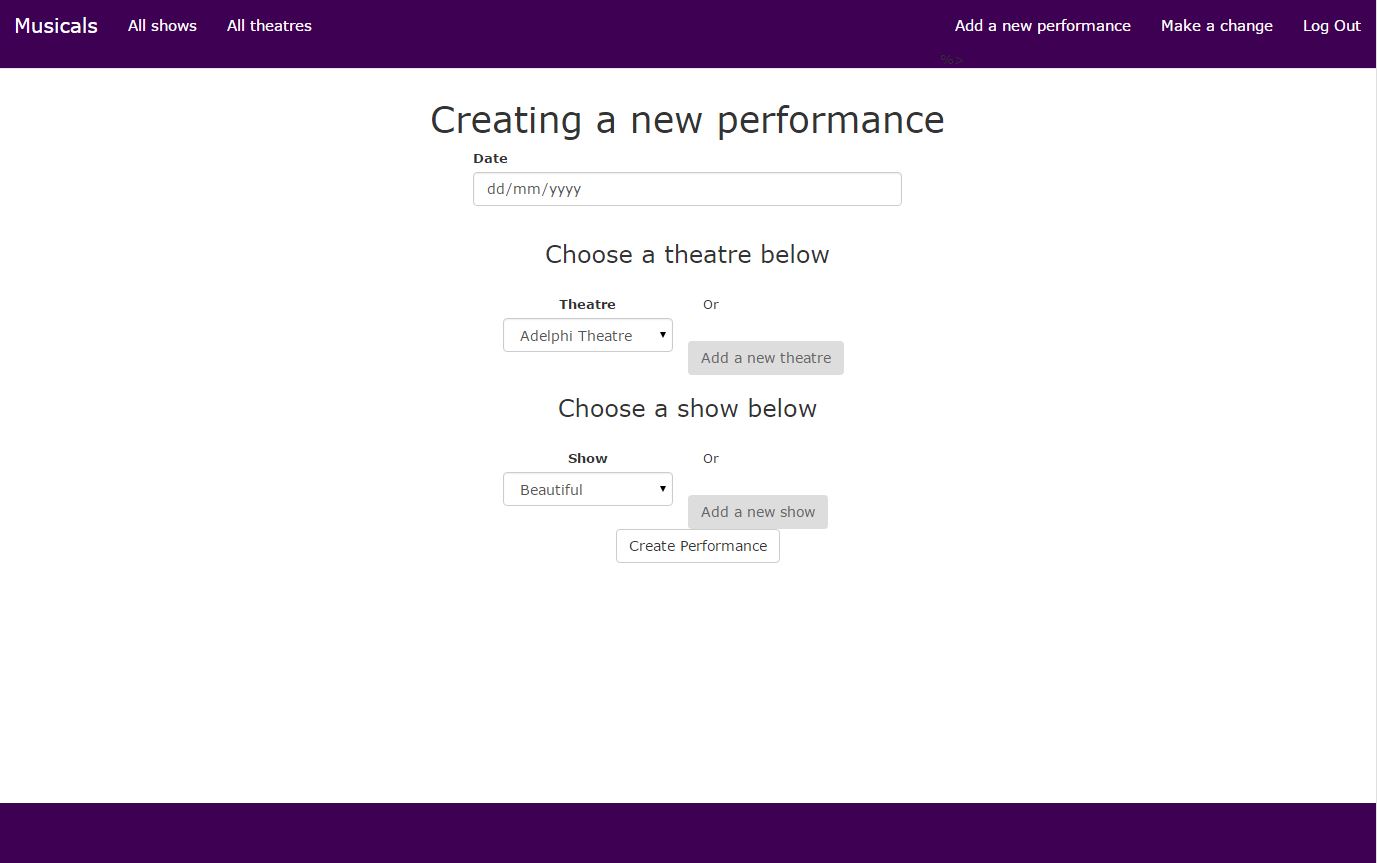 Musicals All shows All theatres Add a new performance Make a change Log Out
%>
Creating a new performance
Date
dd/mm/yyyy
Choose a theatre below
Theatre Or
Adelphi Theatre
Add a new theatre
Choose a show below
Show Or
Beautiful
Add a new show
Create Performance